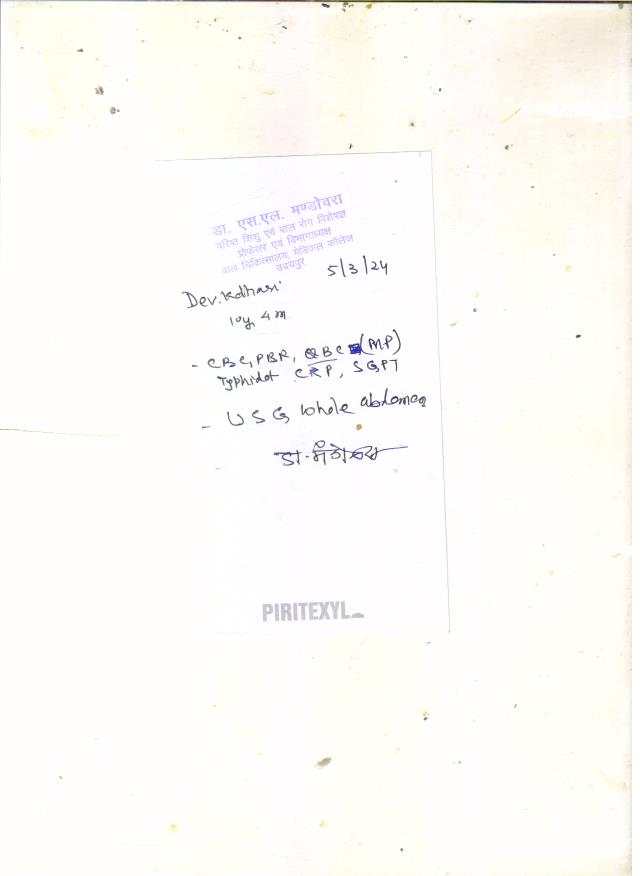 डा. एस.एल. मण्डोवरा
वरिष्ठ शिशु एवं बाल रोग विशेषज्ञ
प्रोफेसर एवं विभागाध्यक्ष
बाल चिकित्सालय, मेडिकल कॉलेज
उदयपुर
5/3/24
Dev. Kothari
10y 4m
- CBC, PBR, QBC (MP)
Typhidot CRP, SGPT
- USG whole abdomen
डा.
PIRITEXYL